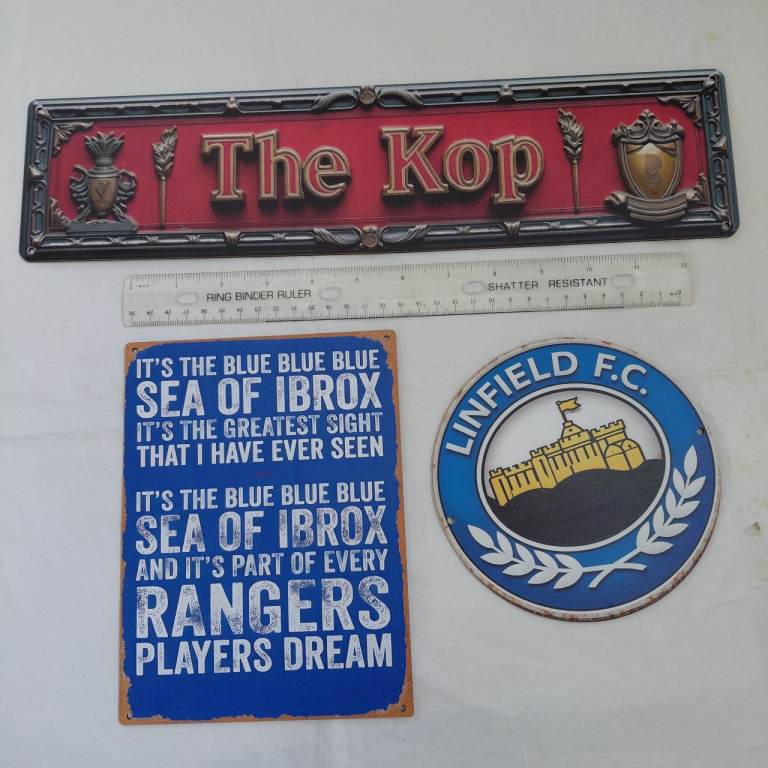 The Kop
RING BINDER RULER
SHATTER RESISTANT
IT'S THE BLUE BLUE BLUE
SEA OF IBROX
IT'S THE GREATEST SIGHT
THAT I HAVE EVER SEEN
IT'S THE BLUE BLUE BLUE
SEA OF IBROX
AND IT'S PART OF EVERY
RANGERS
PLAYERS DREAM
LINFIELD F.C.